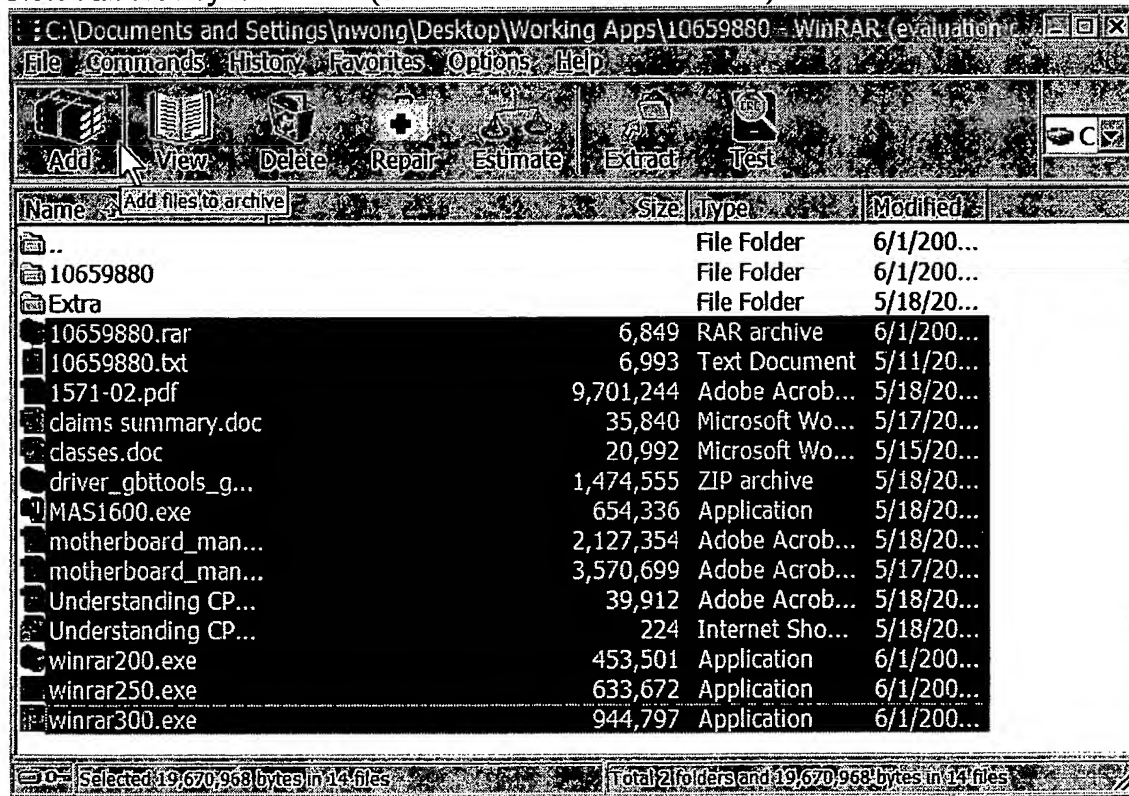 C:\Documents and Settings\nwong\Desktop\Working Apps\10659880 - WinRAR (evaluation c
File Commands History Favorites Options Help
Add View Delete Repair Estimate Extract Test C
Add files to archive
Name Size Type Modified
.. File Folder 6/1/200...
10659880 File Folder 6/1/200...
Extra File Folder 5/18/20...
10659880.rar 6,849 RAR archive 6/1/200...
10659880.txt 6,993 Text Document 5/11/20...
1571-02.pdf 9,701,244 Adobe Acrob... 5/18/20...
claims summary.doc 35,840 Microsoft Wo... 5/17/20...
classes.doc 20,992 Microsoft Wo... 5/15/20...
driver_gbttools_g... 1,474,555 ZIP archive 5/18/20...
MAS1600.exe 654,336 Application 5/18/20...
motherboard_man... 2,127,354 Adobe Acrob... 5/18/20...
motherboard_man... 3,570,699 Adobe Acrob... 5/17/20...
Understanding CP... 39,912 Adobe Acrob... 5/18/20...
Understanding CP... 224 Internet Sho... 5/18/20...
winrar200.exe 453,501 Application 6/1/200...
winrar250.exe 633,672 Application 6/1/200...
winrar300.exe 944,797 Application 6/1/200...
Selected 19,670,968 bytes in 14 files Total 2 folders and 19,670,968 bytes in 14 files